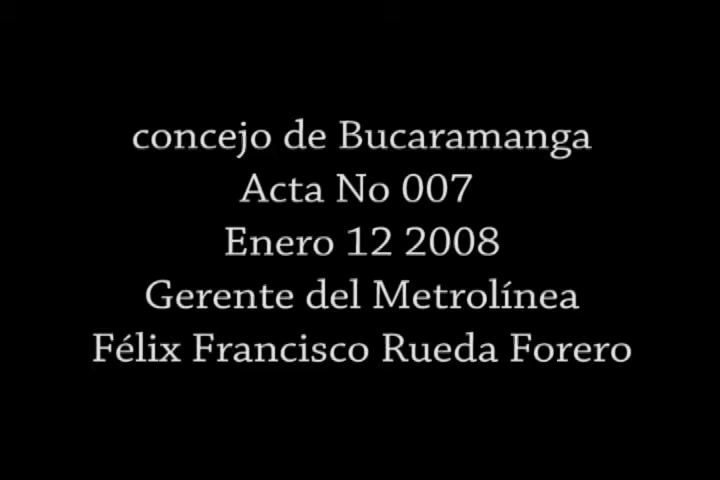 concejo de Bucaramanga
Acta No 007
Enero 12 2008
Gerente del Metrolínea
Félix Francisco Rueda Forero